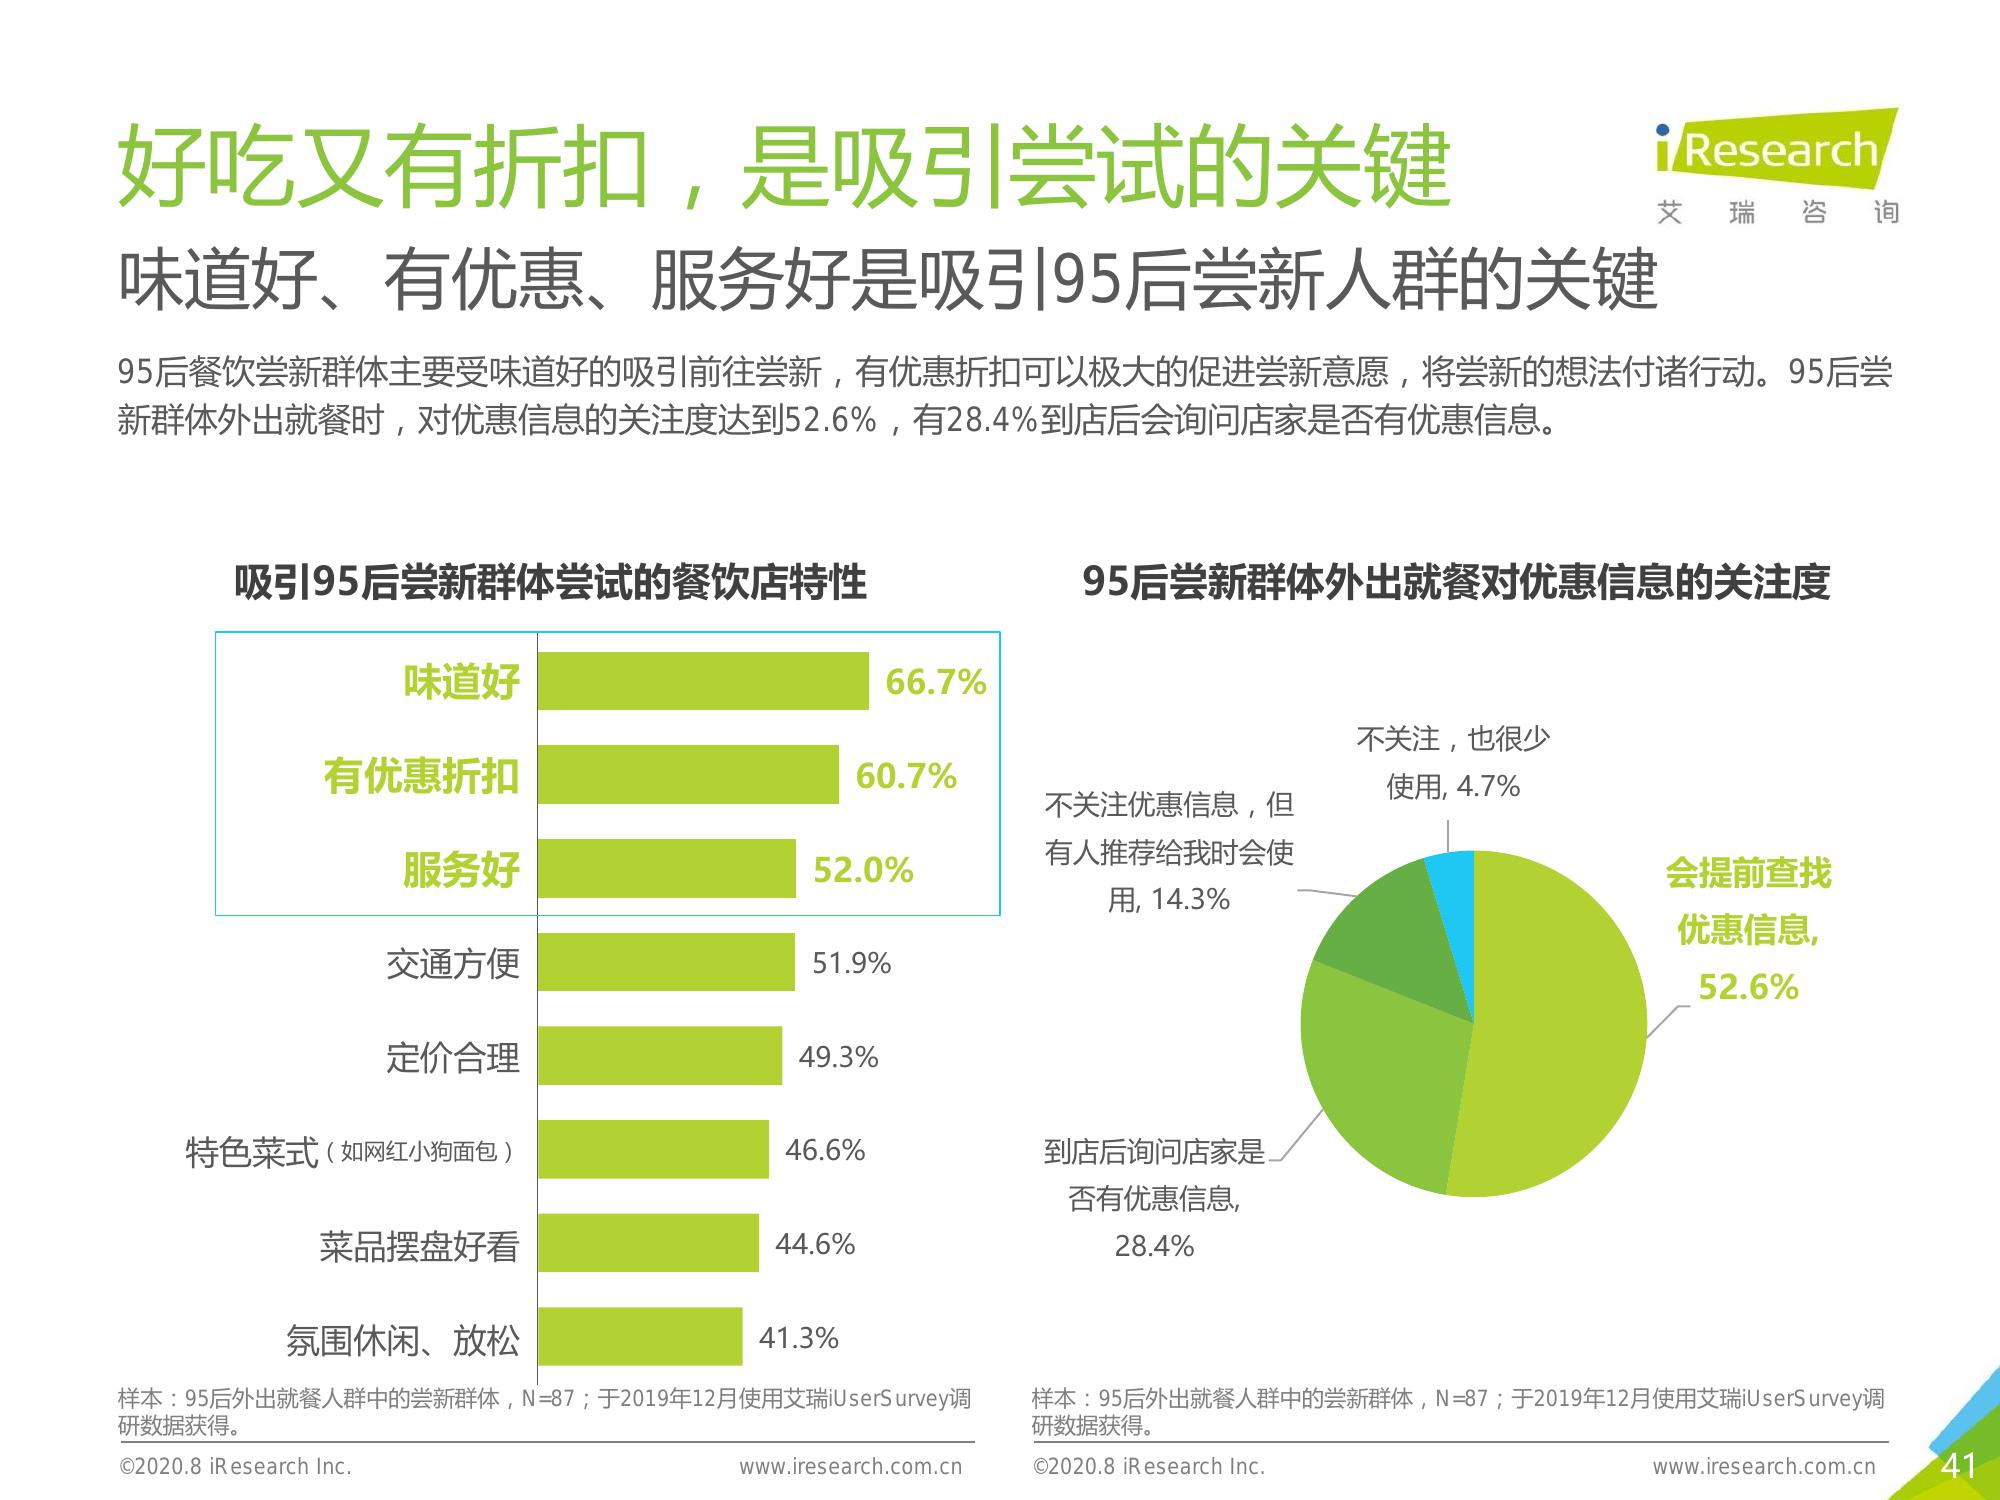 好吃又有折扣，是吸引尝试的关键
iResearch
艾 瑞 咨 询
味道好、有优惠、服务好是吸引95后尝新人群的关键
95后餐饮尝新群体主要受味道好的吸引前往尝新，有优惠折扣可以极大的促进尝新意愿，将尝新的想法付诸行动。95后尝
新群体外出就餐时，对优惠信息的关注度达到52.6%，有28.4%到店后会询问店家是否有优惠信息。
吸引95后尝新群体尝试的餐饮店特性
味道好 66.7%
有优惠折扣 60.7%
服务好 52.0%
交通方便 51.9%
定价合理 49.3%
特色菜式（如网红小狗面包） 46.6%
菜品摆盘好看 44.6%
氛围休闲、放松 41.3%
样本：95后外出就餐人群中的尝新群体，N=87；于2019年12月使用艾瑞iUserSurvey调
研数据获得。
©2020.8 iResearch Inc. www.iresearch.com.cn
95后尝新群体外出就餐对优惠信息的关注度
不关注，也很少
使用, 4.7%
不关注优惠信息，但
有人推荐给我时会使
用, 14.3%
会提前查找
优惠信息,
52.6%
到店后询问店家是
否有优惠信息,
28.4%
样本：95后外出就餐人群中的尝新群体，N=87；于2019年12月使用艾瑞iUserSurvey调
研数据获得。
©2020.8 iResearch Inc. www.iresearch.com.cn
41